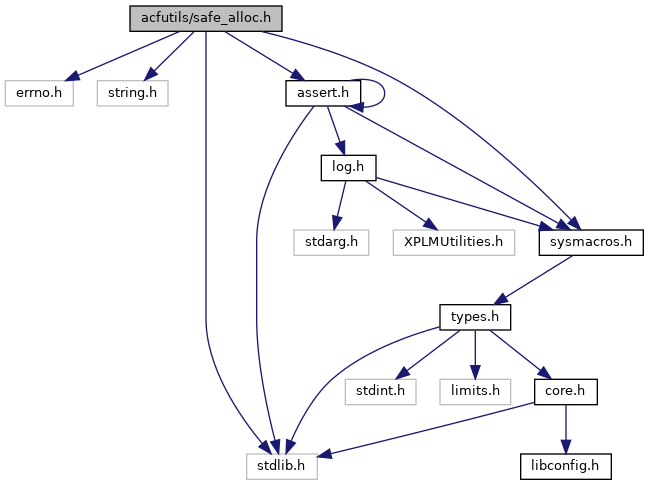 acfutils/safe_alloc.h
errno.h
string.h
assert.h
log.h
stdarg.h
XPLMUtilities.h
sysmacros.h
types.h
stdint.h
limits.h
core.h
stdlib.h
libconfig.h